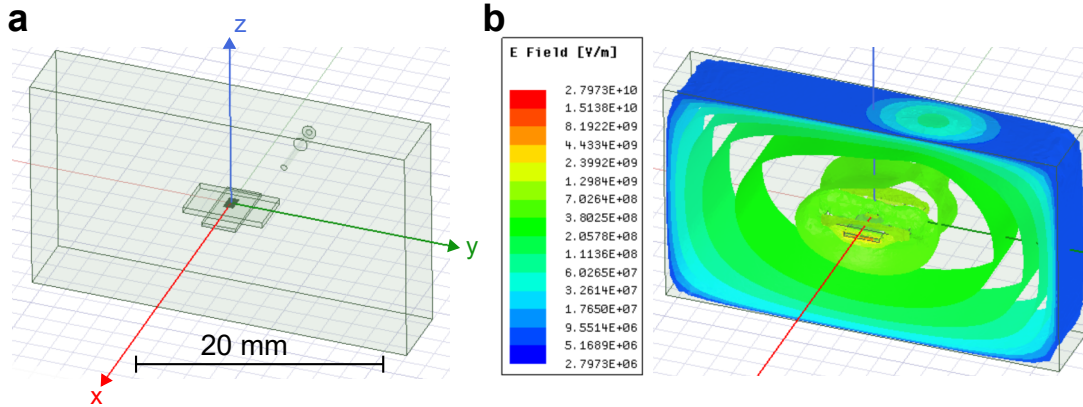 a
z
y
x
20 mm
b
E Field [V/m]
2.7973E+10
1.5138E+10
8.1922E+09
4.4339E+09
2.3992E+09
1.2984E+09
7.0264E+08
3.8025E+08
2.0578E+08
1.1136E+08
6.0265E+07
3.2614E+07
1.7650E+07
9.5514E+06
5.1689E+06
2.7973E+06